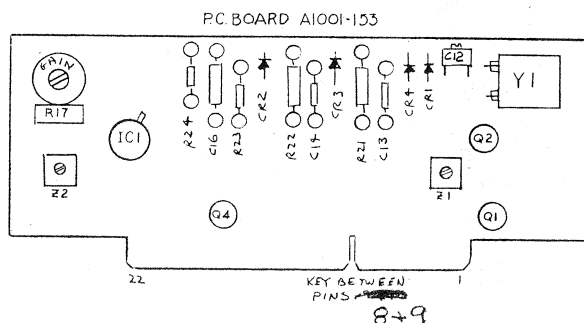 P.C. BOARD A1001-153
GAIN
R17
IC1
R24
C16
R23
CR2
R22
C14
CR3
R21
C13
CR4
CR1
C12
Y1
Z2
Q4
Z1
Q2
Q1
22
KEY BETWEEN
PINS
8+9
1